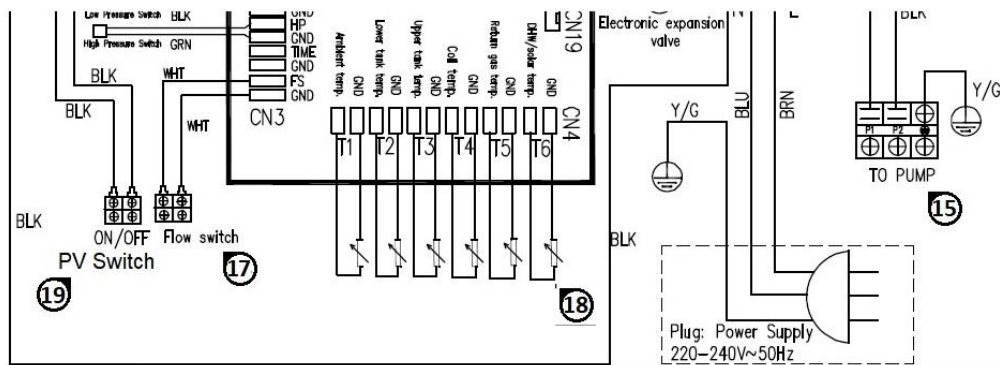 Low Pressure Switch BLK
High Pressure Switch GRN
GND
HP
GND
TIME
GND
FS
GND
CN3
BLK
BLK
WHT
WHT
BLK
ON/OFF
PV Switch
Flow switch
19
17
Ambient temp.
GND
Lower tank temp.
GND
Upper tank temp.
GND
Coil temp.
GND
Return gas temp.
GND
DHW/solar temp.
GND
T1
T2
T3
T4
T5
T6
CN4
CN19
18
BLK
Electronic expansion
valve
N
Y/G
BLU
BRN
Plug: Power Supply
220-240V~50Hz
BLK
Y/G
P1
P2
TO PUMP
15